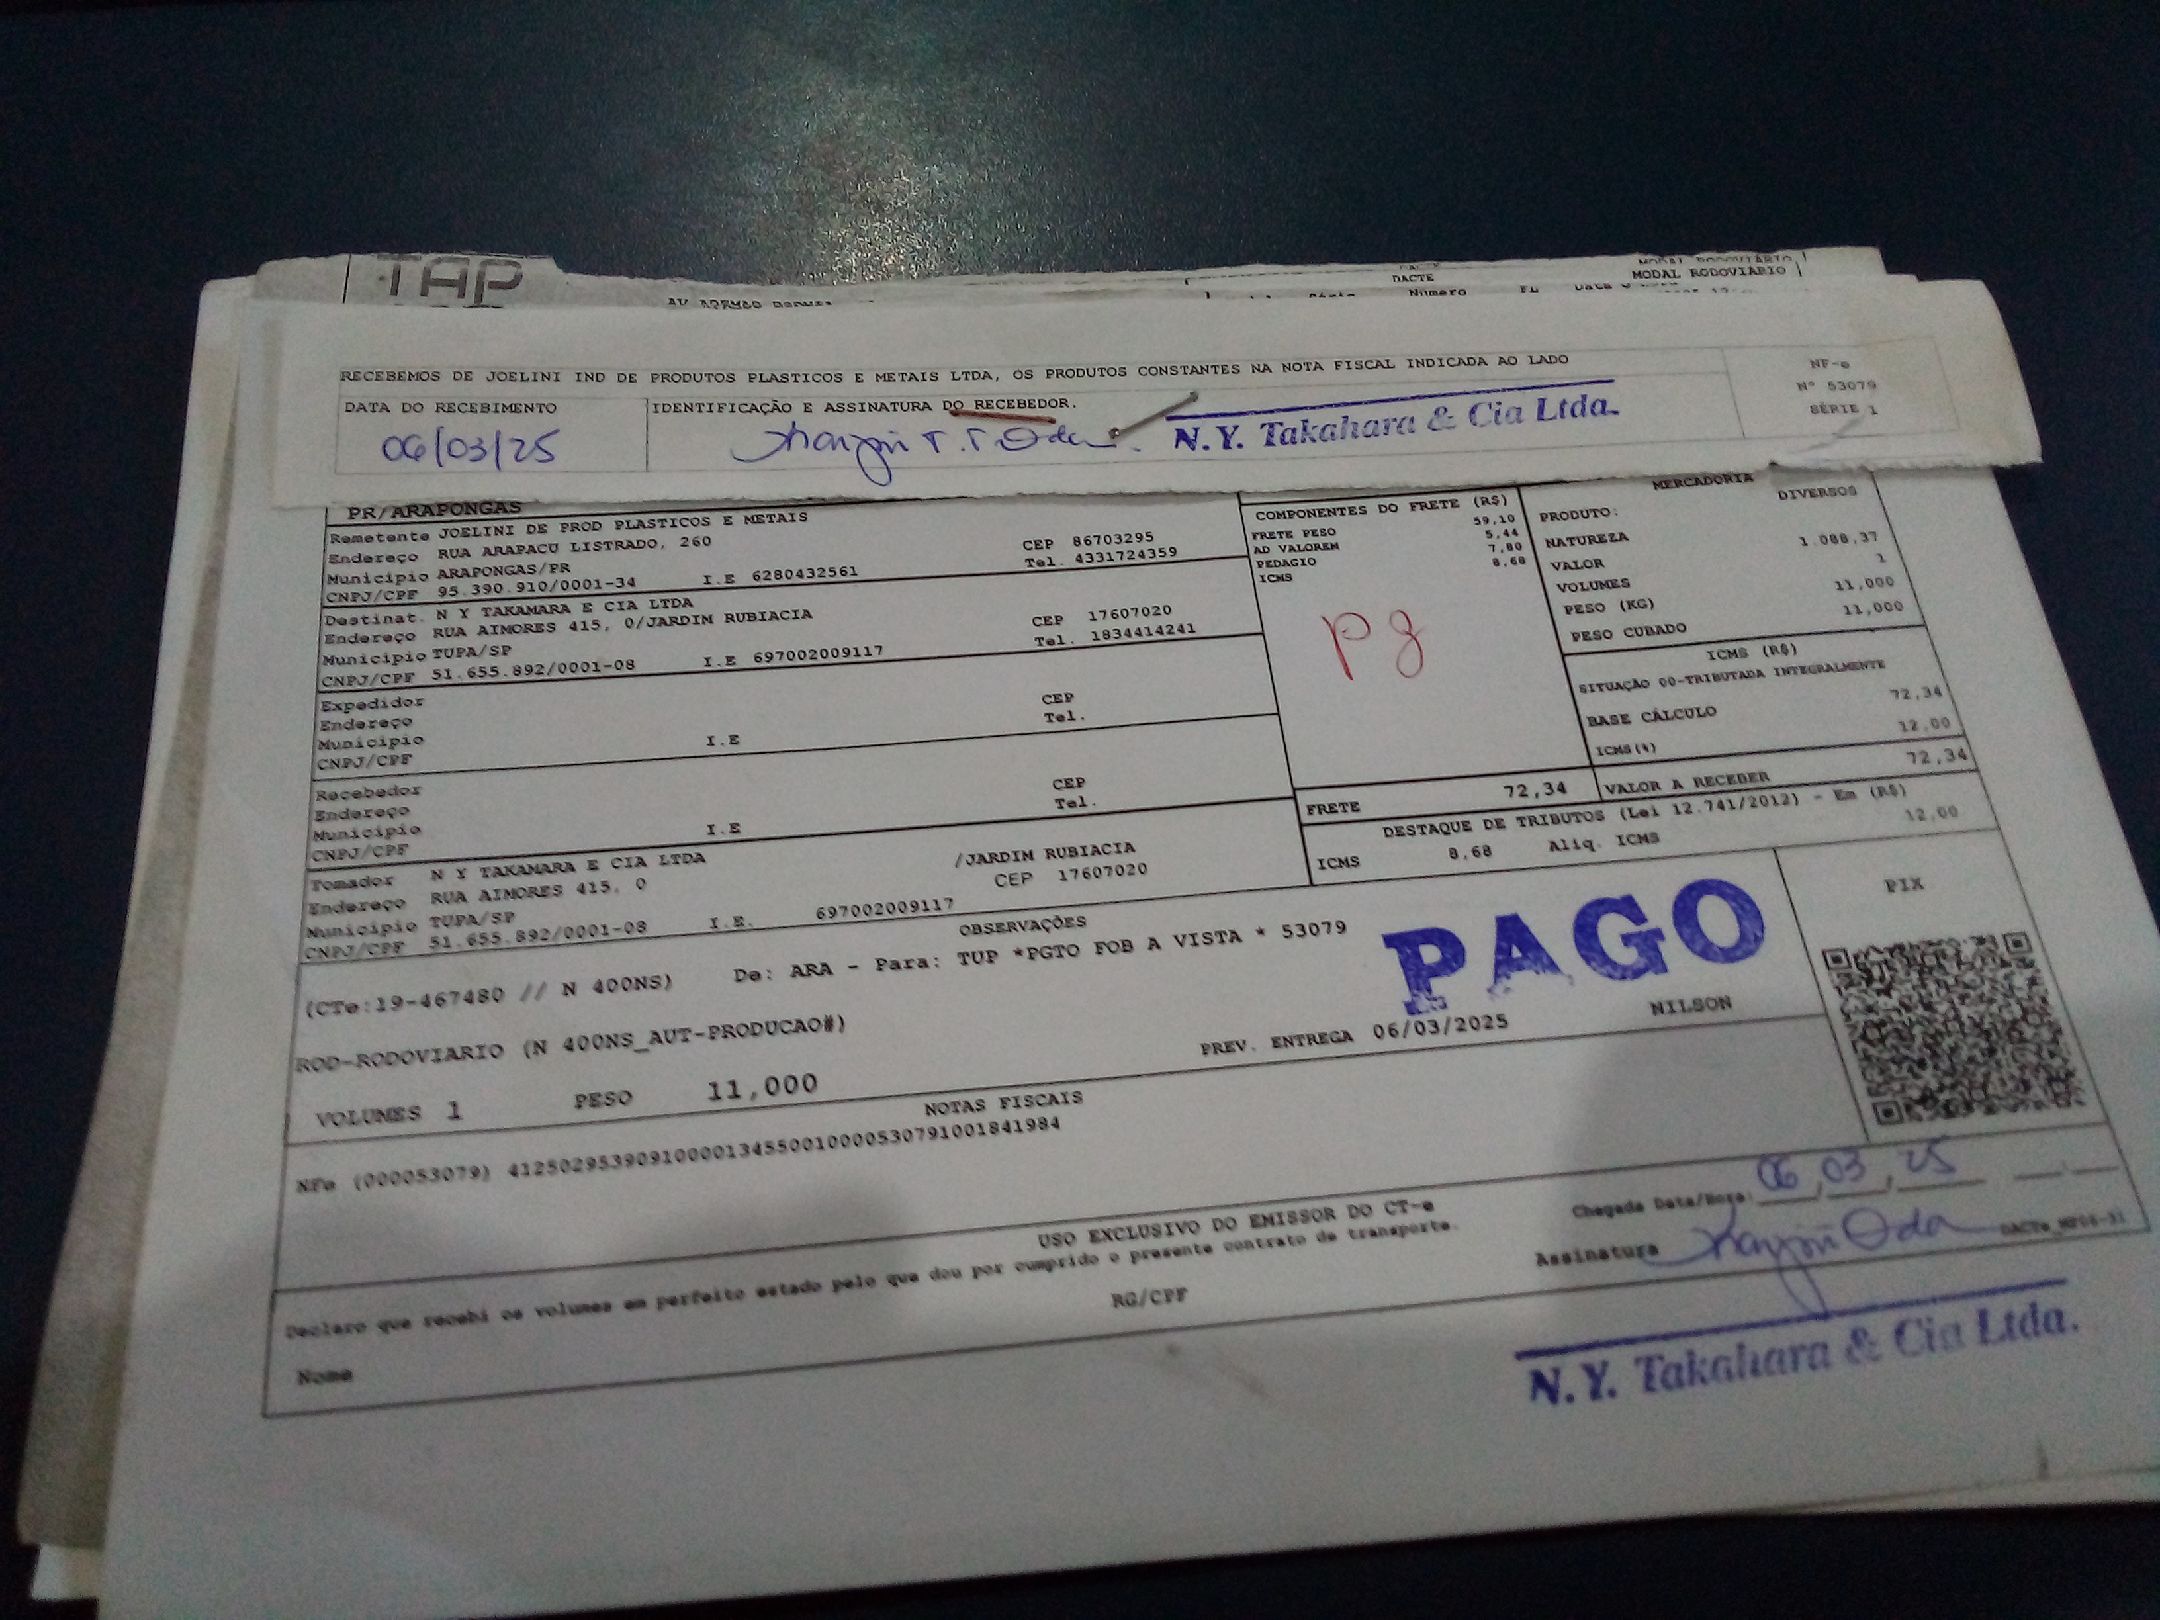 TAP
DACTE
MODAL RODOVIARIO
Número
RECEBEMOS DE JOELINI IND DE PRODUTOS PLASTICOS E METAIS LTDA, OS PRODUTOS CONSTANTES NA NOTA FISCAL INDICADA AO LADO
NF-e
Nº 53079
SÉRIE 1
DATA DO RECEBIMENTO
IDENTIFICAÇÃO E ASSINATURA DO RECEBEDOR.
06/03/25
N.Y. Takahara & Cia Ltda.
PR/ARAPONGAS
Remetente JOELINI DE PROD PLASTICOS E METAIS
Endereço RUA ARAPACU LISTRADO, 260 CEP 86703295
Município ARAPONGAS/PR Tel. 4331724359
CNPJ/CPF 95.390.910/0001-34 I.E 6280432561
Destinat. N Y TAKAMARA E CIA LTDA
Endereço RUA AIMORES 415, 0/JARDIM RUBIACIA CEP 17607020
Município TUPA/SP Tel. 1834414241
CNPJ/CPF 51.655.892/0001-08 I.E 697002009117
Expedidor
Endereço CEP
Município Tel.
CNPJ/CPF I.E
Recebedor
Endereço CEP
Município Tel.
CNPJ/CPF I.E
Tomador N Y TAKAMARA E CIA LTDA
Endereço RUA AIMORES 415, 0 /JARDIM RUBIACIA
Município TUPA/SP CEP 17607020
CNPJ/CPF 51.655.892/0001-08 I.E. 697002009117
COMPONENTES DO FRETE (R$)
FRETE PESO 59,10
AD VALOREM 5,44
PEDAGIO 7,80
ICMS 8,68
Pg
FRETE 72,34
MERCADORIA
PRODUTO: DIVERSOS
NATUREZA
VALOR 1.088,37
VOLUMES 1
PESO (KG) 11,000
PESO CUBADO 11,000
ICMS (R$)
SITUAÇÃO 00-TRIBUTADA INTEGRALMENTE
BASE CÁLCULO 72,34
ICMS(%) 12,00
VALOR A RECEBER 72,34
DESTAQUE DE TRIBUTOS (Lei 12.741/2012) - Em (R$)
ICMS 8,68 Aliq. ICMS 12,00
OBSERVAÇÕES
(CTe:19-467480 // N 400NS) De: ARA - Para: TUP *PGTO FOB A VISTA * 53079
PAGO
PIX
ROD-RODOVIARIO (N 400NS_AUT-PRODUCAO#)
PREV. ENTREGA 06/03/2025 NILSON
VOLUMES 1 PESO 11,000
NOTAS FISCAIS
NFe (000053079) 41250295390910000134550010000530791001841984
USO EXCLUSIVO DO EMISSOR DO CT-e
Declaro que recebi os volumes em perfeito estado pelo que dou por cumprido o presente contrato de transporte.
Nome RG/CPF
Chegada Data/Hora: 06,03,25
Assinatura
N.Y. Takahara & Cia Ltda.